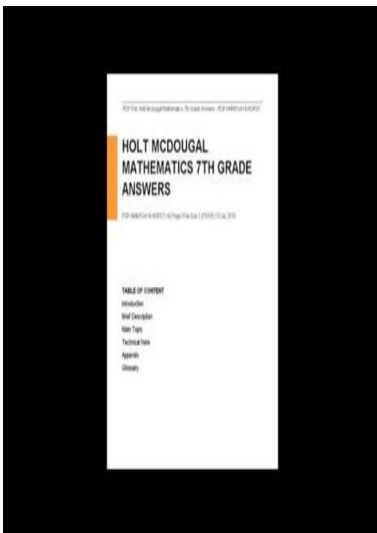 HOLT MCDOUGAL
MATHEMATICS 7TH GRADE
ANSWERS
TABLE OF CONTENT
Introduction
Brief Description
Main Topic
Technical Note
Appendix
Glossary